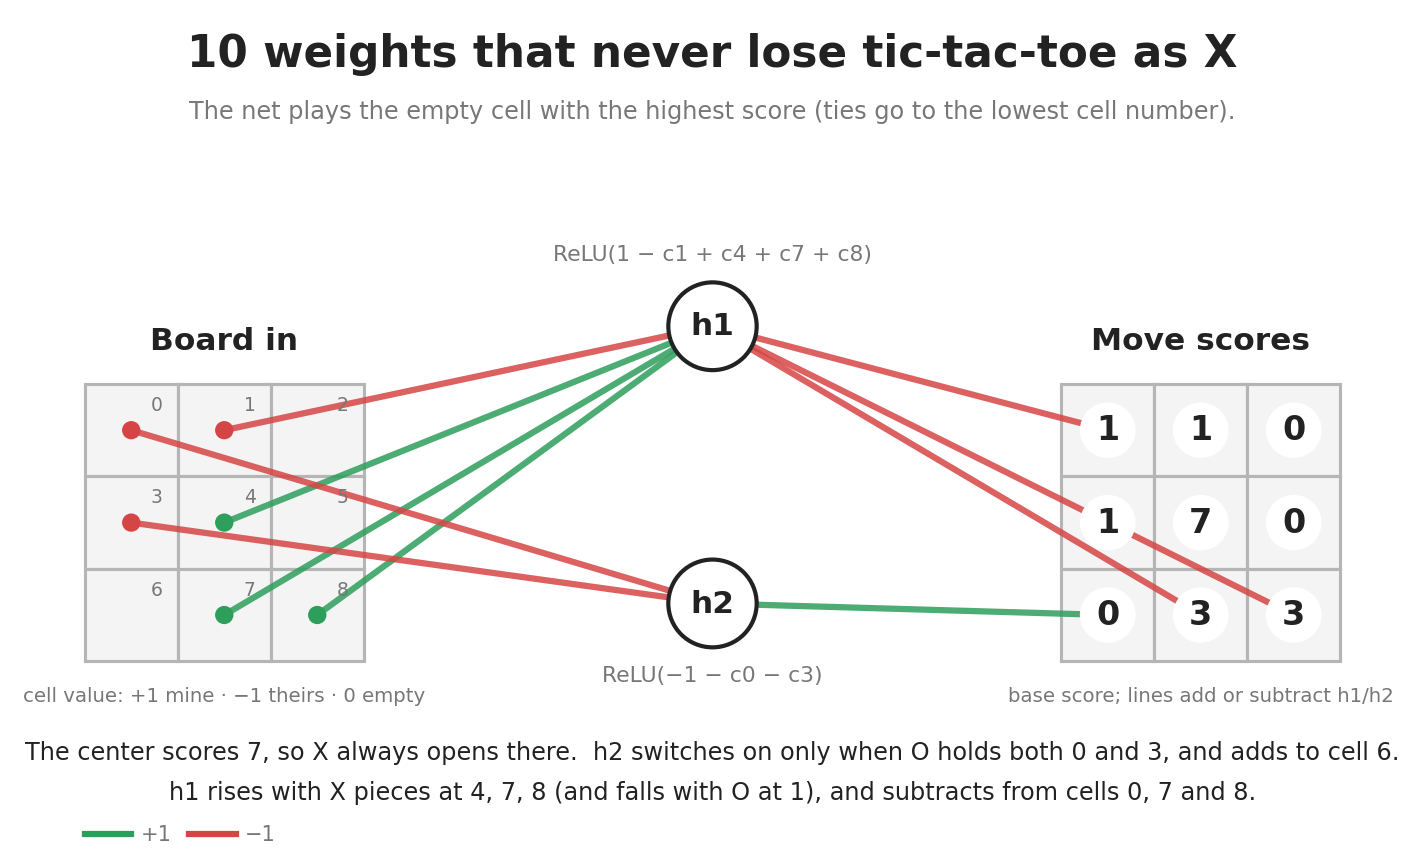 10 weights that never lose tic-tac-toe as X
The net plays the empty cell with the highest score (ties go to the lowest cell number).
ReLU(1 − c1 + c4 + c7 + c8)
h1
Board in
Move scores
0 1 2
3 4 5
6 7 8
1 1 0
1 7 0
0 3 3
h2
ReLU(−1 − c0 − c3)
cell value: +1 mine · −1 theirs · 0 empty
base score; lines add or subtract h1/h2
The center scores 7, so X always opens there.  h2 switches on only when O holds both 0 and 3, and adds to cell 6.
h1 rises with X pieces at 4, 7, 8 (and falls with O at 1), and subtracts from cells 0, 7 and 8.
+1 −1